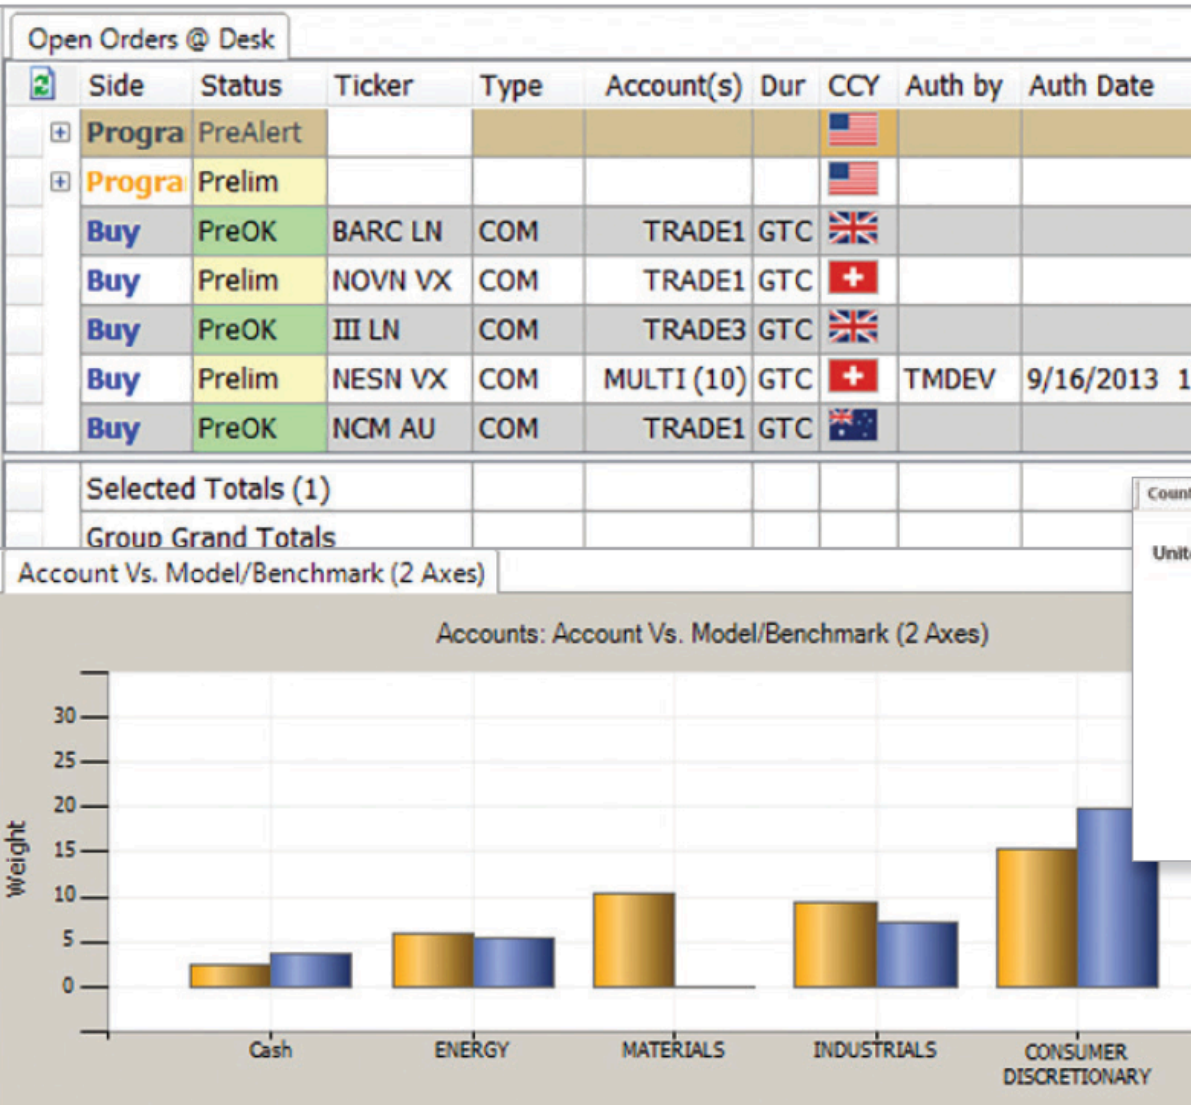 Open Orders @ Desk
Side Status Ticker Type Account(s) Dur CCY Auth by Auth Date
Progra PreAlert
Progra Prelim
Buy PreOK BARC LN COM TRADE1 GTC
Buy Prelim NOVN VX COM TRADE1 GTC
Buy PreOK III LN COM TRADE3 GTC
Buy Prelim NESN VX COM MULTI (10) GTC TMDEV 9/16/2013 1
Buy PreOK NCM AU COM TRADE1 GTC
Selected Totals (1)
Group Grand Totals
Coun
Unit
Account Vs. Model/Benchmark (2 Axes)
Accounts: Account Vs. Model/Benchmark (2 Axes)
Weight
30
25
20
15
10
5
0
Cash ENERGY MATERIALS INDUSTRIALS CONSUMER
DISCRETIONARY